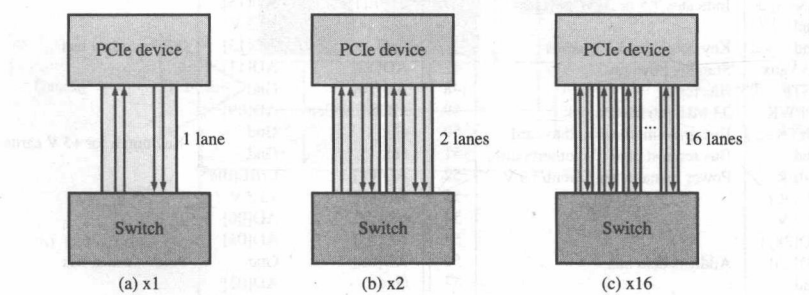 PCIe device
PCIe device
PCIe device
1 lane
2 lanes
...
16 lanes
Switch
Switch
Switch
(a) x1
(b) x2
(c) x16